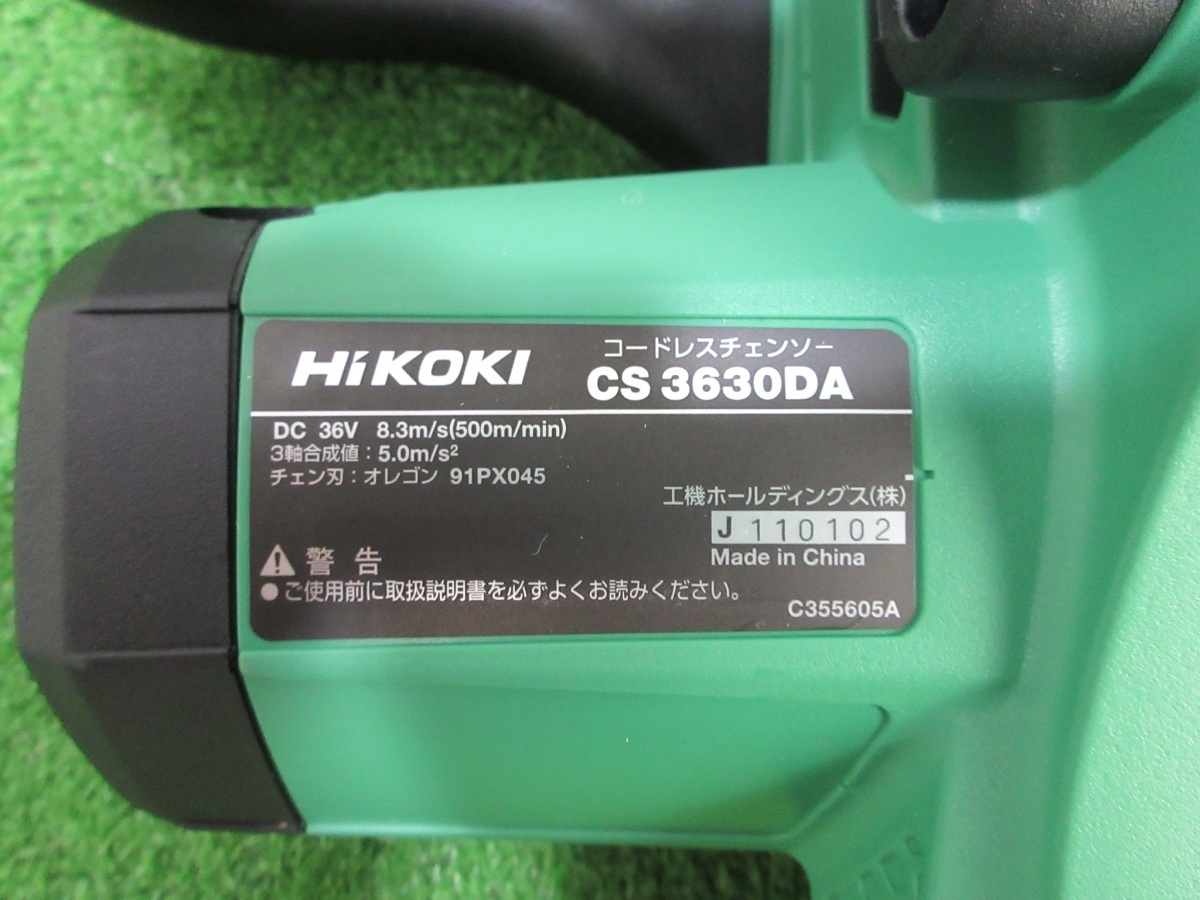 HiKOKI
コードレスチェンソー
CS 3630DA
DC 36V 8.3m/s(500m/min)
3軸合成値：5.0m/s²
チェン刃：オレゴン 91PX045
工機ホールディングス(株)
J 110102
Made in China
⚠ 警 告
●ご使用前に取扱説明書を必ずよくお読みください。
C355605A